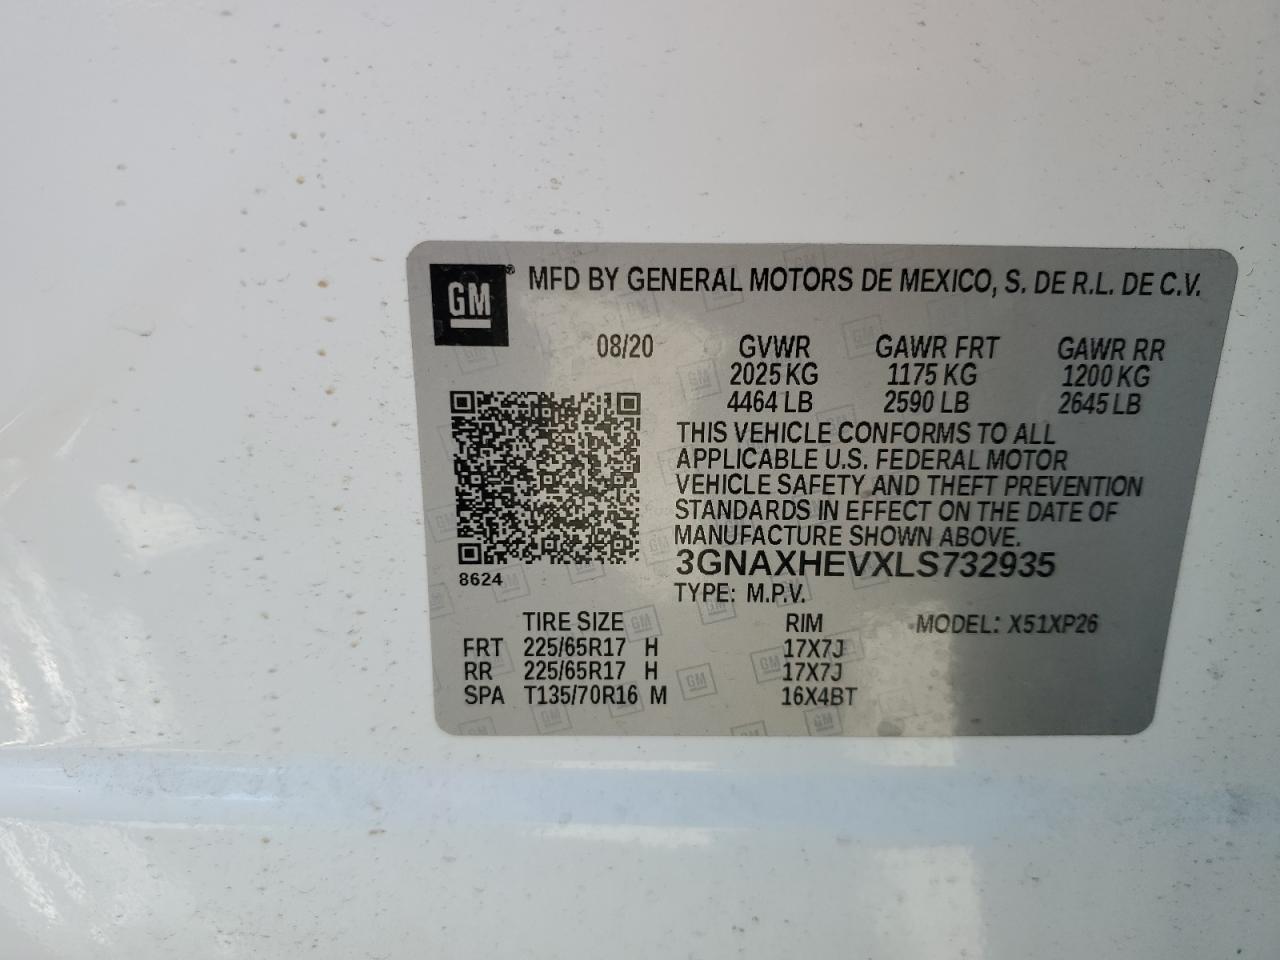 GM
MFD BY GENERAL MOTORS DE MEXICO, S. DE R.L. DE C.V.
08/20 GVWR GAWR FRT GAWR RR
2025 KG 1175 KG 1200 KG
4464 LB 2590 LB 2645 LB
THIS VEHICLE CONFORMS TO ALL
APPLICABLE U.S. FEDERAL MOTOR
VEHICLE SAFETY AND THEFT PREVENTION
STANDARDS IN EFFECT ON THE DATE OF
MANUFACTURE SHOWN ABOVE.
3GNAXHEVXLS732935
8624
TYPE: M.P.V.
TIRE SIZE RIM MODEL: X51XP26
FRT 225/65R17 H 17X7J
RR 225/65R17 H 17X7J
SPA T135/70R16 M 16X4BT